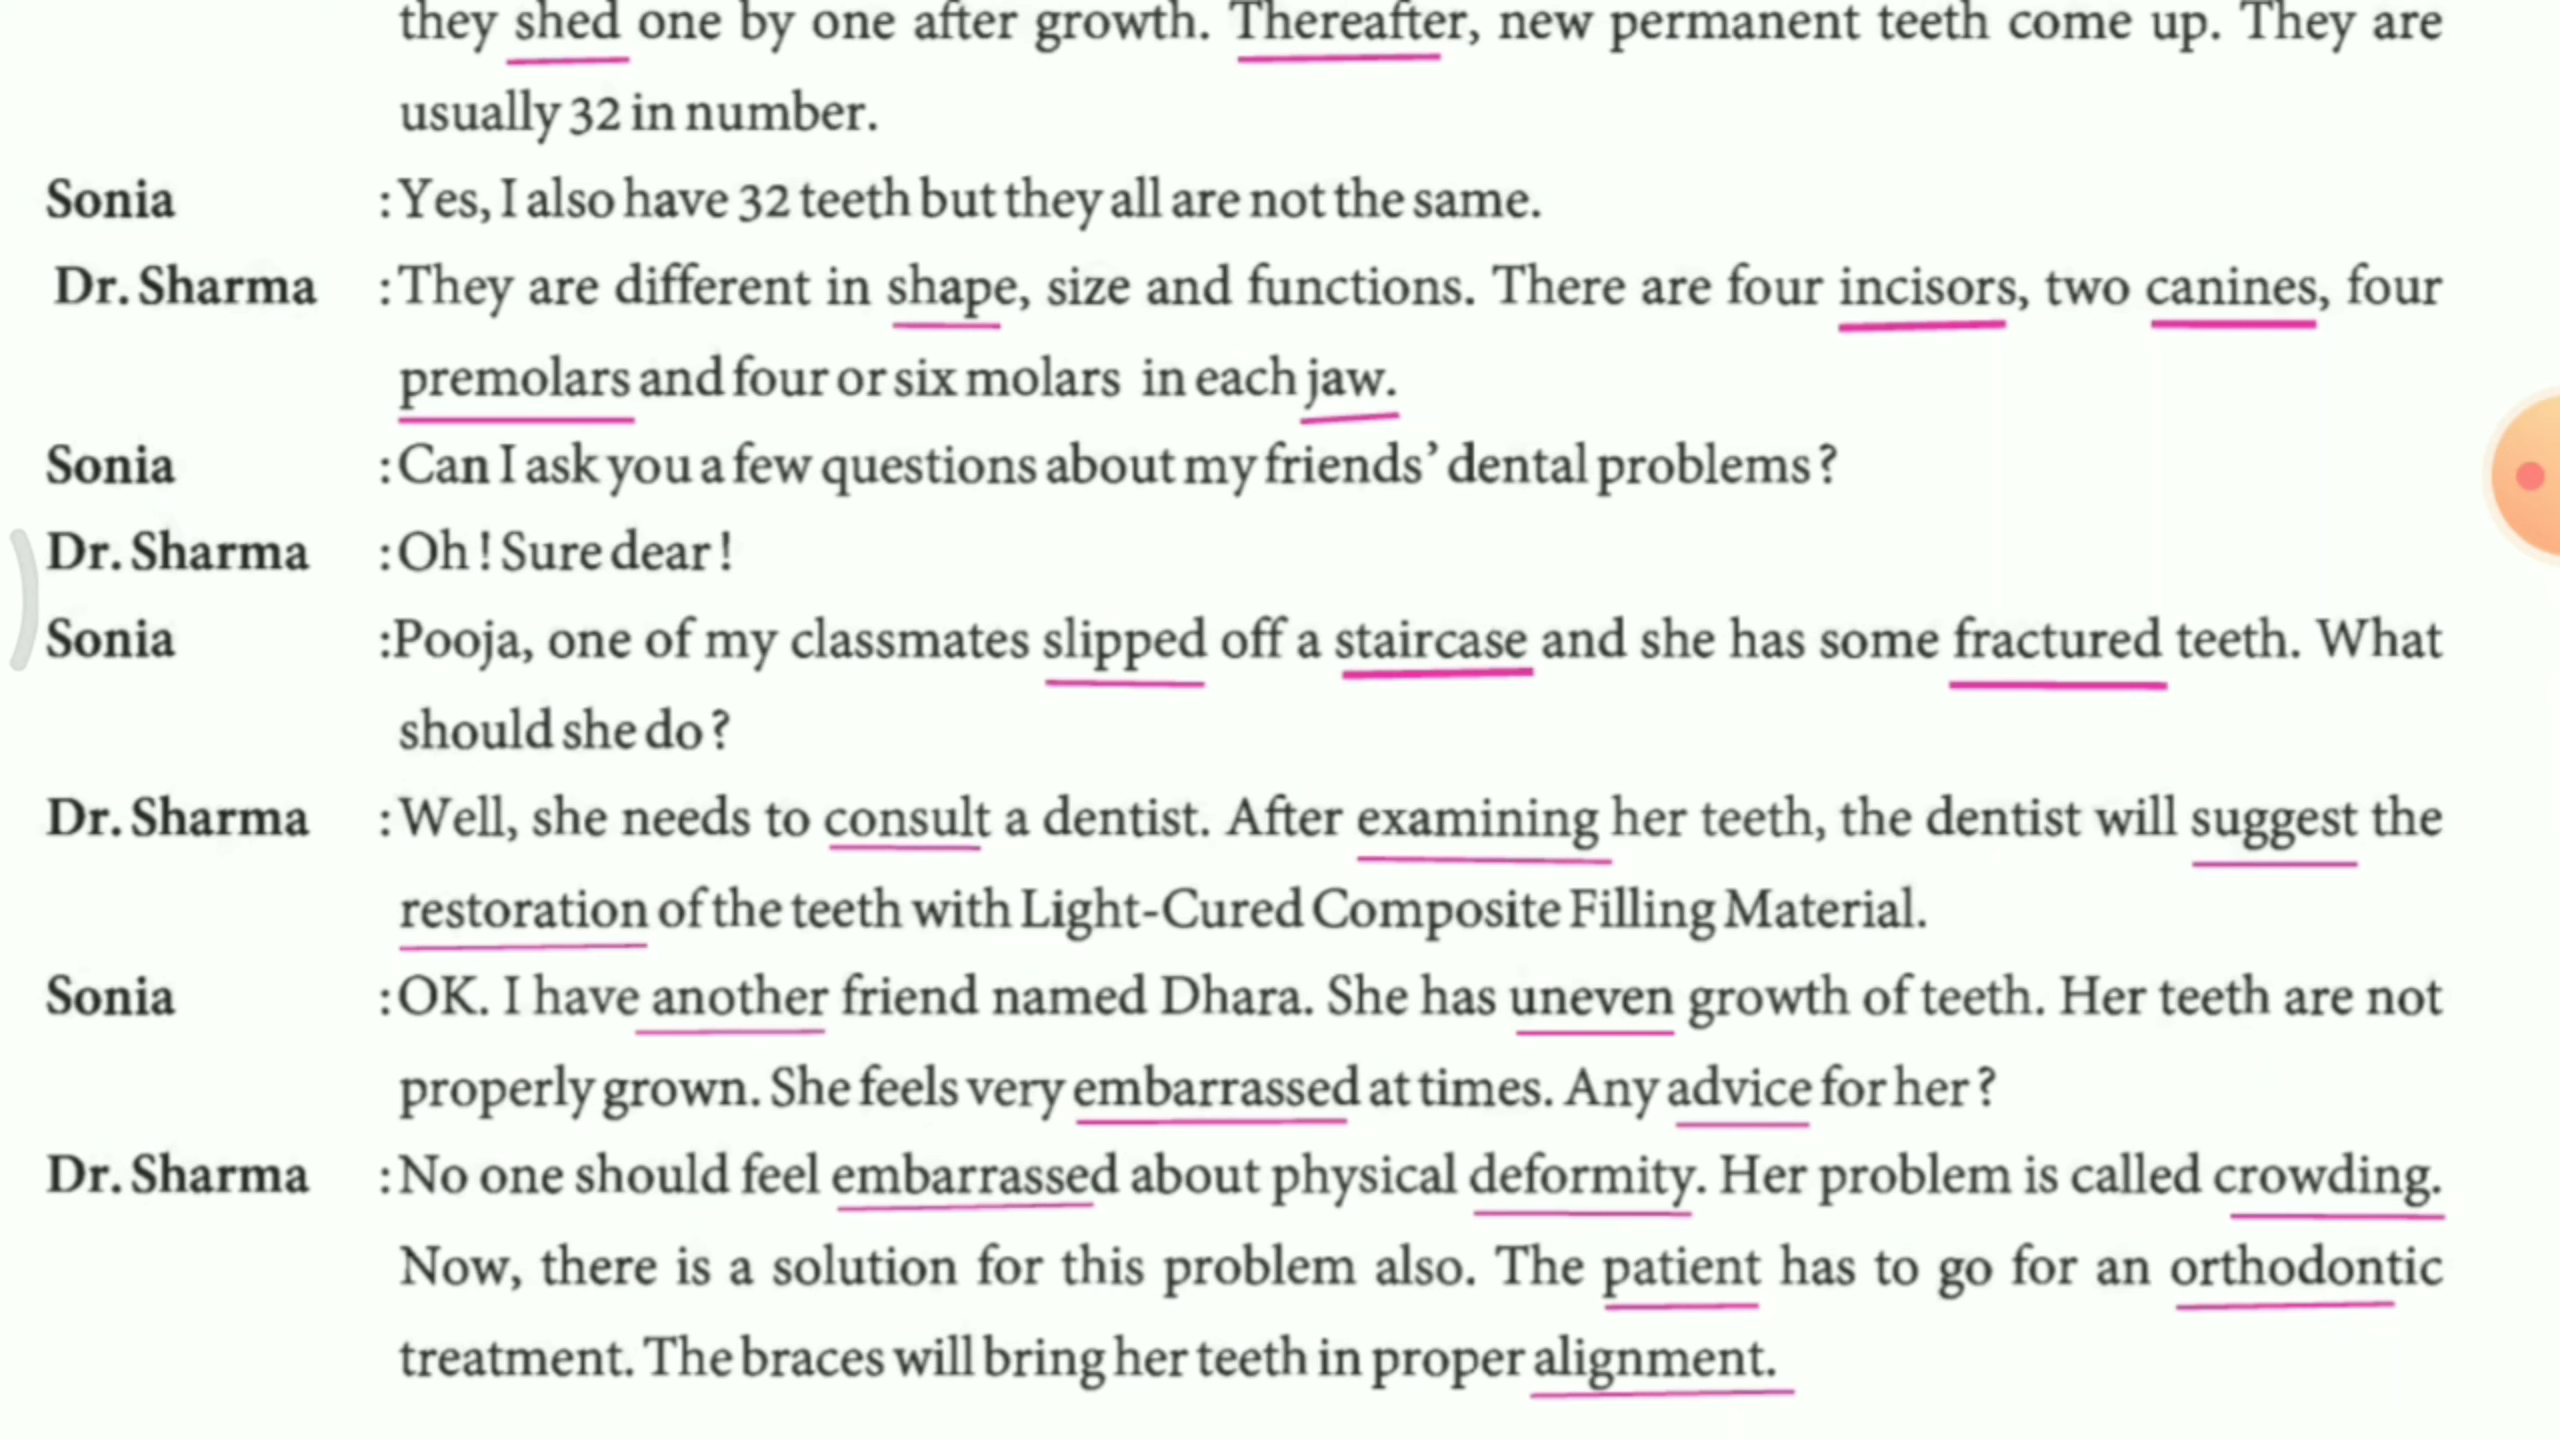 they shed one by one after growth. Thereafter, new permanent teeth come up. They are
usually 32 in number.
Sonia : Yes, I also have 32 teeth but they all are not the same.
Dr. Sharma : They are different in shape, size and functions. There are four incisors, two canines, four
premolars and four or six molars in each jaw.
Sonia : Can I ask you a few questions about my friends’ dental problems ?
Dr. Sharma : Oh ! Sure dear !
Sonia :Pooja, one of my classmates slipped off a staircase and she has some fractured teeth. What
should she do ?
Dr. Sharma : Well, she needs to consult a dentist. After examining her teeth, the dentist will suggest the
restoration of the teeth with Light-Cured Composite Filling Material.
Sonia : OK. I have another friend named Dhara. She has uneven growth of teeth. Her teeth are not
properly grown. She feels very embarrassed at times. Any advice for her ?
Dr. Sharma : No one should feel embarrassed about physical deformity. Her problem is called crowding.
Now, there is a solution for this problem also. The patient has to go for an orthodontic
treatment. The braces will bring her teeth in proper alignment.